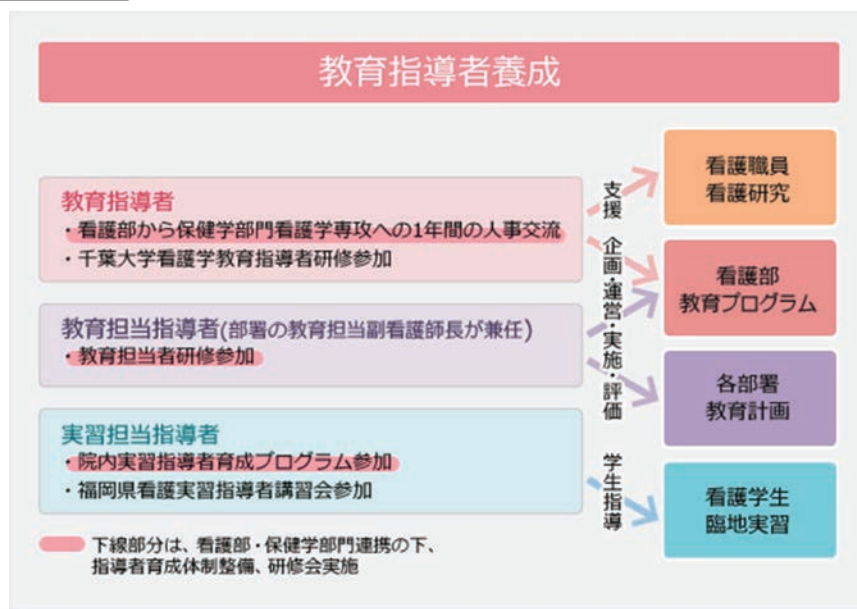 教育指導者養成
教育指導者
・看護部から保健学部門看護学専攻への1年間の人事交流
・千葉大学看護学教育指導者研修参加
教育担当指導者(部署の教育担当副看護師長が兼任)
・教育担当者研修参加
実習担当指導者
・院内実習指導者育成プログラム参加
・福岡県看護実習指導者講習会参加
下線部分は、看護部・保健学部門連携の下、
指導者育成体制整備、研修会実施
支援
企画・運営・実施・評価
学生指導
看護職員
看護研究
看護部
教育プログラム
各部署
教育計画
看護学生
臨地実習